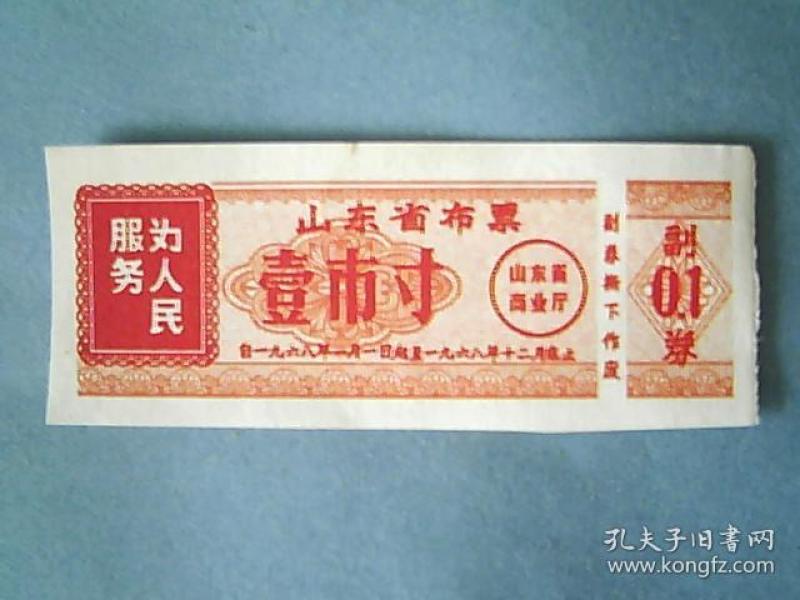 为人民
服务
山东省布票
壹市寸
山东省
商业厅
自一九六八年一月一日起至一九六八年十二月底止
副券撕下作废
副
0.1
券
孔夫子旧书网
www.kongfz.com